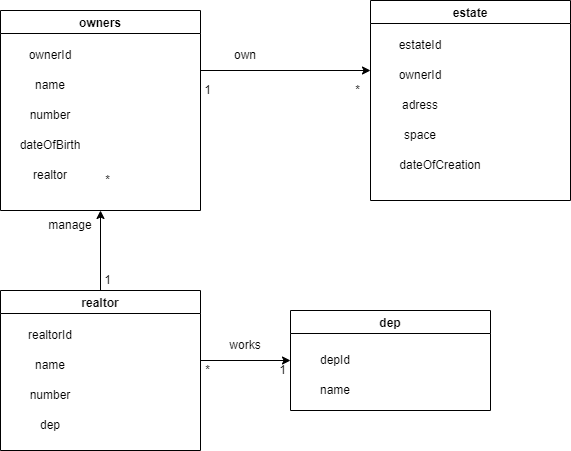 owners
ownerId
name
number
dateOfBirth
realtor
*
own
1
*
estate
estateId
ownerId
adress
space
dateOfCreation
manage
1
realtor
realtorId
name
number
dep
works
*
1
dep
depId
name